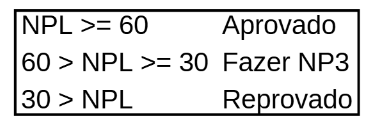 NPL >= 60 Aprovado
60 > NPL >= 30 Fazer NP3
30 > NPL Reprovado